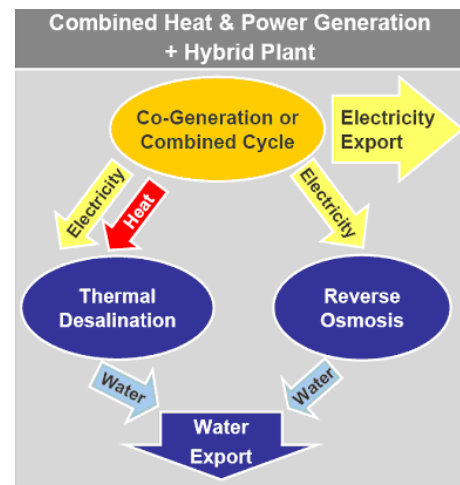 Combined Heat & Power Generation
+ Hybrid Plant
Co-Generation or
Combined Cycle
Electricity
Export
Electricity
Heat
Electricity
Thermal
Desalination
Reverse
Osmosis
Water
Water
Water
Export